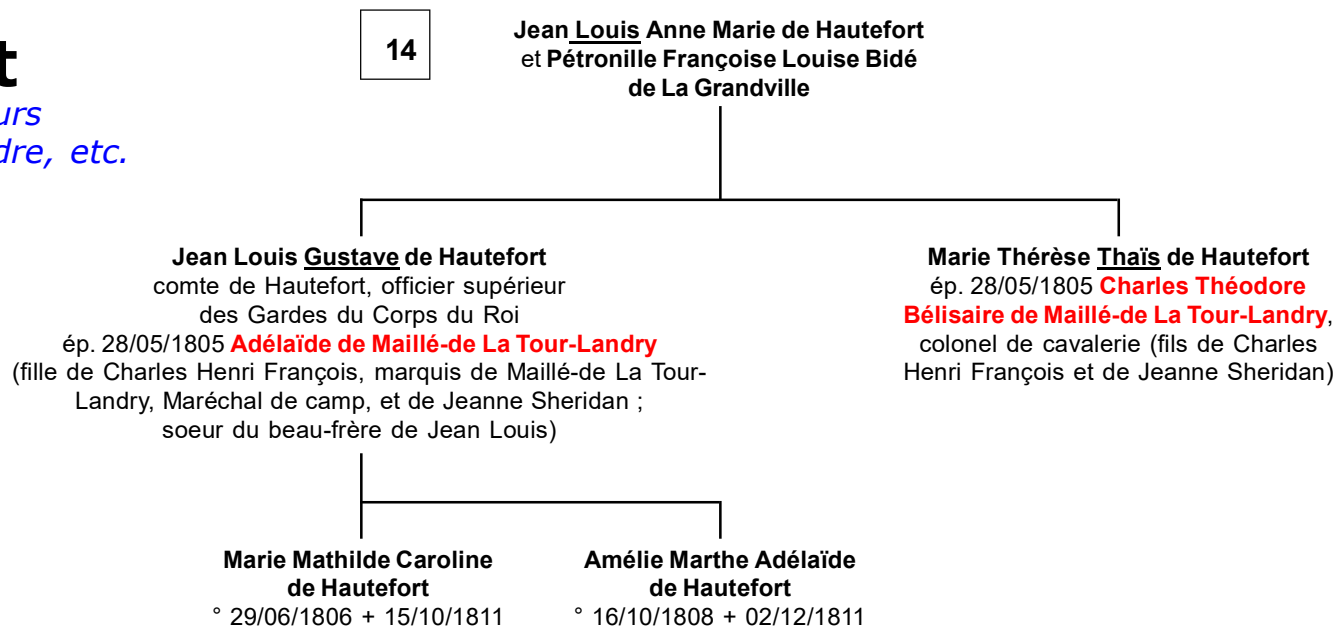 t
urs
dre, etc.
14
Jean Louis Anne Marie de Hautefort
et Pétronille Françoise Louise Bidé
de La Grandville
Jean Louis Gustave de Hautefort
comte de Hautefort, officier supérieur
des Gardes du Corps du Roi
ép. 28/05/1805 Adélaïde de Maillé-de La Tour-Landry
(fille de Charles Henri François, marquis de Maillé-de La Tour-
Landry, Maréchal de camp, et de Jeanne Sheridan ;
soeur du beau-frère de Jean Louis)
Marie Thérèse Thaïs de Hautefort
ép. 28/05/1805 Charles Théodore
Bélisaire de Maillé-de La Tour-Landry,
colonel de cavalerie (fils de Charles
Henri François et de Jeanne Sheridan)
Marie Mathilde Caroline
de Hautefort
° 29/06/1806 + 15/10/1811
Amélie Marthe Adélaïde
de Hautefort
° 16/10/1808 + 02/12/1811